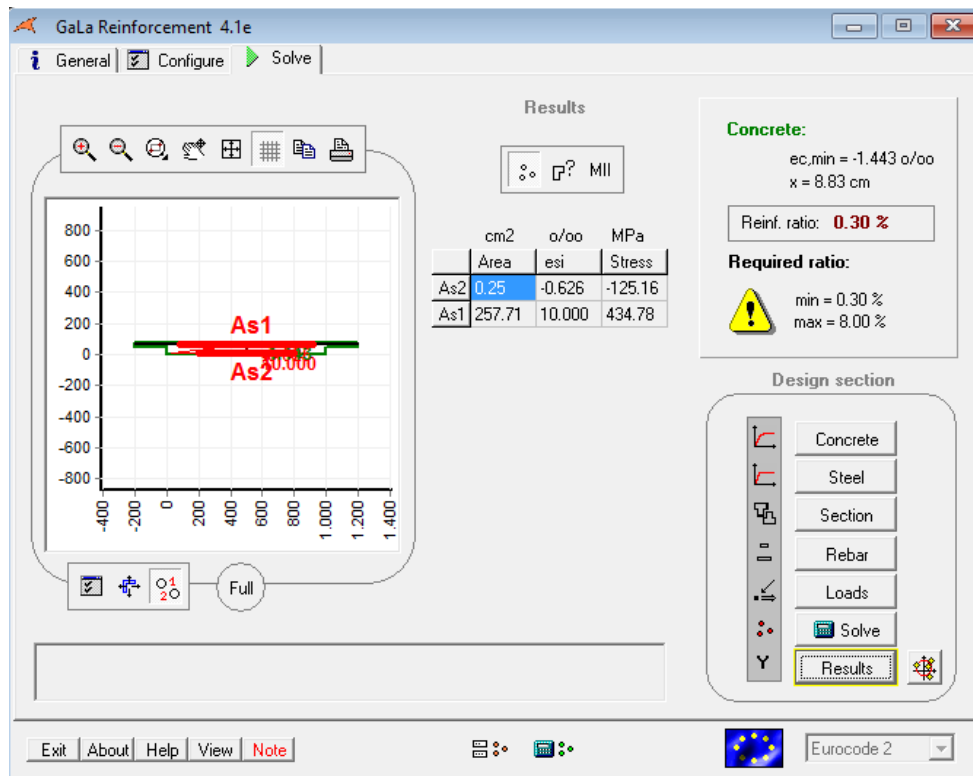 GaLa Reinforcement 4.1e
General Configure Solve
Results
MII
cm2 o/oo MPa
Area esi Stress
As2 0.25 -0.626 -125.16
As1 257.71 10.000 434.78
Concrete:
ec,min = -1.443 o/oo
x = 8.83 cm
Reinf. ratio: 0.30 %
Required ratio:
min = 0.30 %
max = 8.00 %
800
600
400
200
0
-200
-400
-600
-800
As1
10.000
As2
-400 -200 0 200 400 600 800 1.000 1.200 1.400
Full
Design section
Concrete
Steel
Section
Rebar
Loads
Solve
Y Results
Exit About Help View Note
Eurocode 2